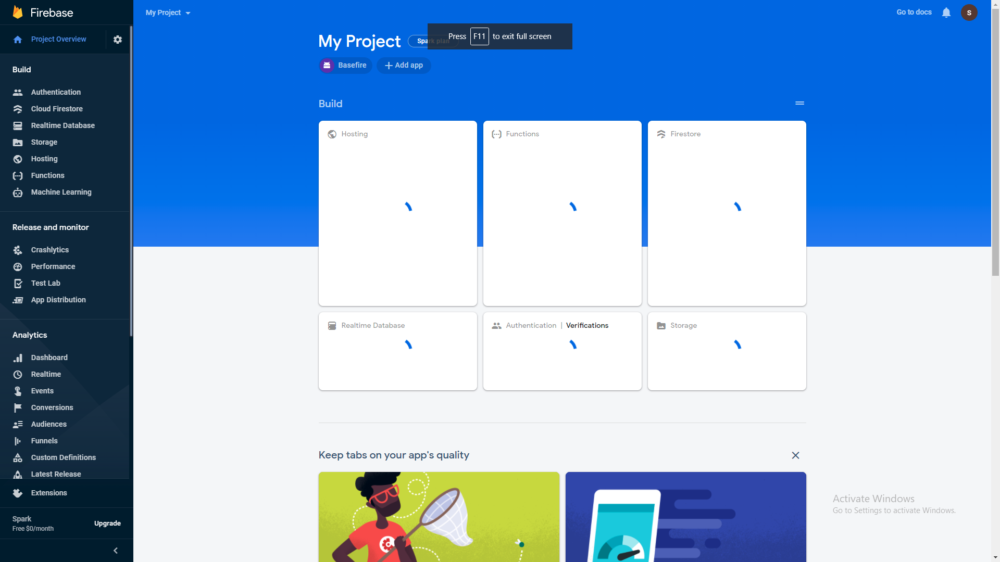 Firebase
Project Overview
Build
Authentication
Cloud Firestore
Realtime Database
Storage
Hosting
Functions
Machine Learning
Release and monitor
Crashlytics
Performance
Test Lab
App Distribution
Analytics
Dashboard
Realtime
Events
Conversions
Audiences
Funnels
Custom Definitions
Latest Release
Extensions
Spark
Free $0/month
Upgrade
My Project
Go to docs
S
My Project
Spark plan
Press F11 to exit full screen
Basefire
Add app
Build
Hosting
Functions
Firestore
Realtime Database
Authentication | Verifications
Storage
Keep tabs on your app's quality
Activate Windows
Go to Settings to activate Windows.